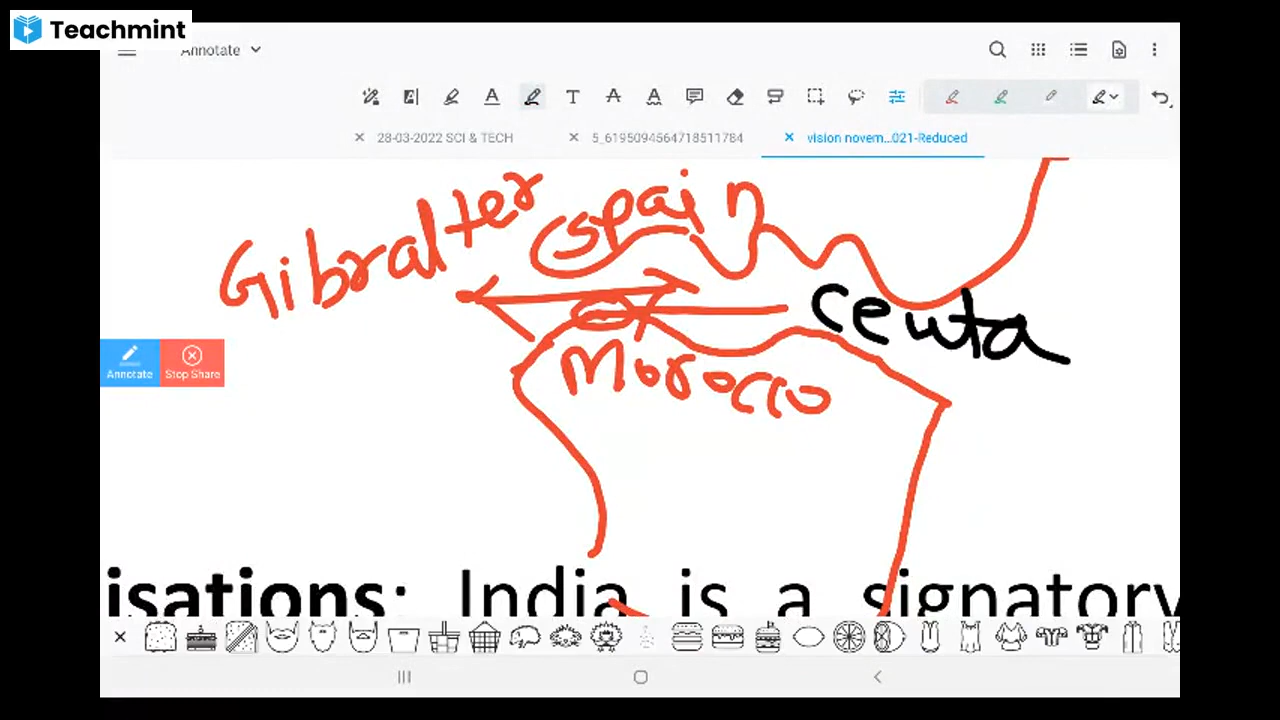 Teachmint
Annotate
28-03-2022 SCI & TECH
5_6195094564718511784
vision novem...021-Reduced
Gibralter
spain
ceuta
Annotate
Stop Share
Morocco
isations: India is a signatory